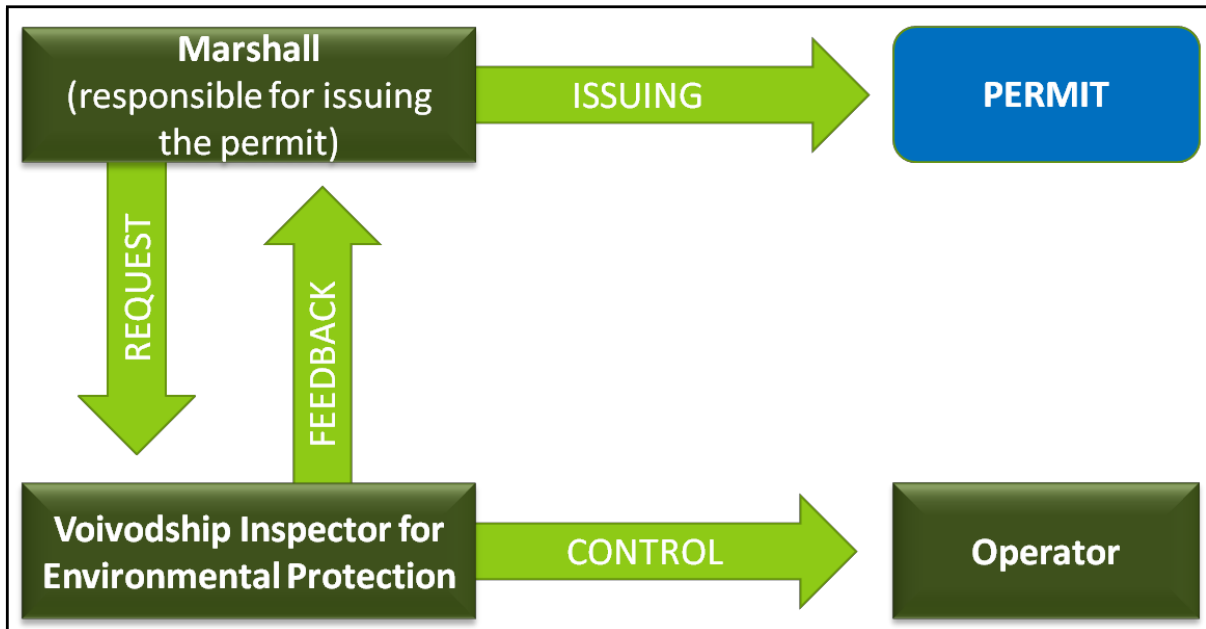 Marshall
(responsible for issuing
the permit)
ISSUING
PERMIT
REQUEST
FEEDBACK
Voivodship Inspector for
Environmental Protection
CONTROL
Operator